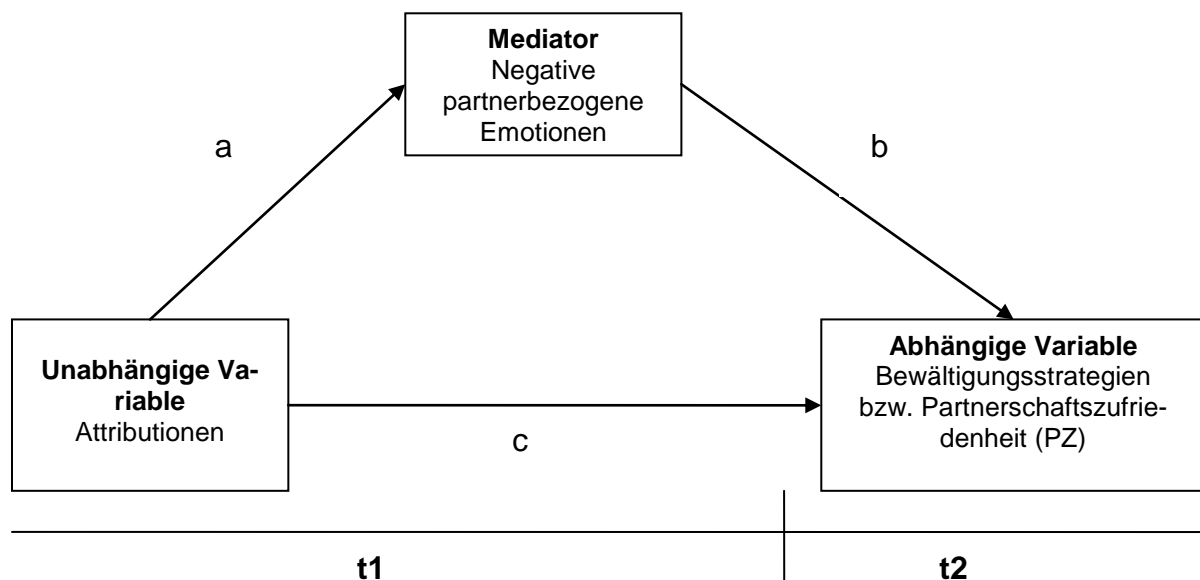 Mediator
Negative
partnerbezogene
Emotionen
a
b
Unabhängige Va-
riable
Attributionen
c
Abhängige Variable
Bewältigungsstrategien
bzw. Partnerschaftszufrie-
denheit (PZ)
t1
t2